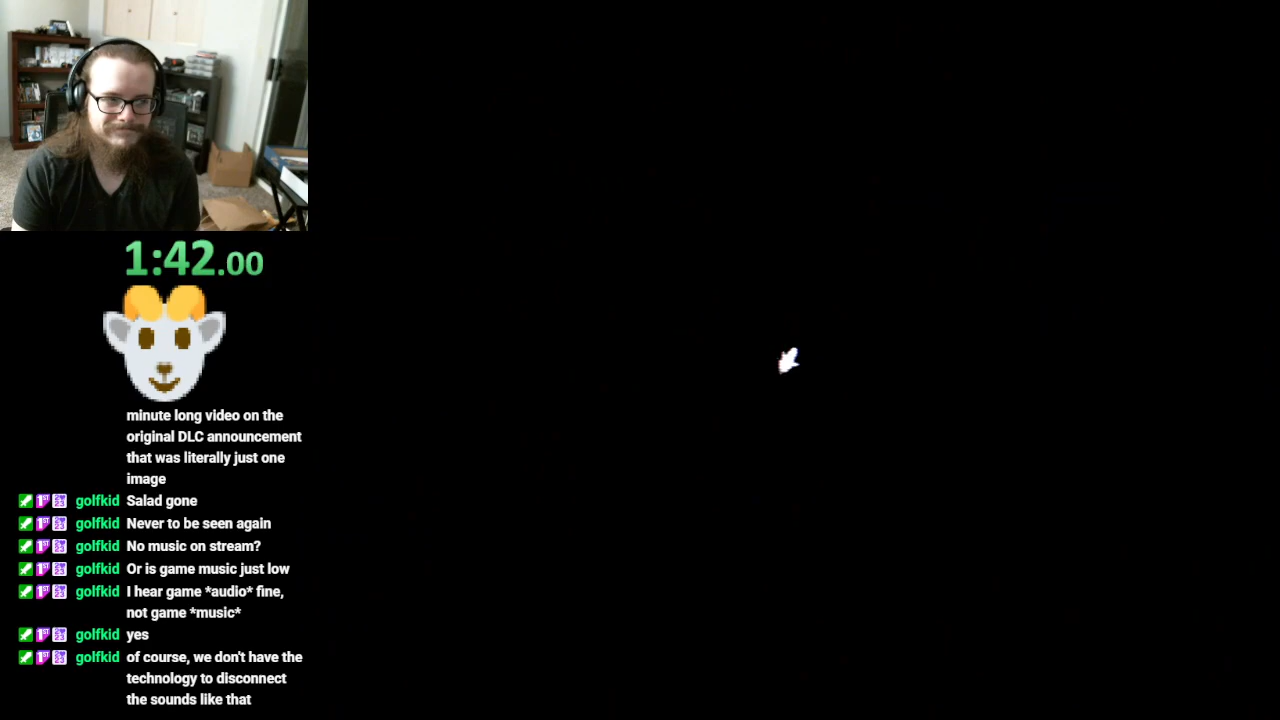 1:42.00
minute long video on the
original DLC announcement
that was literally just one
image
golfkid Salad gone
golfkid Never to be seen again
golfkid No music on stream?
golfkid Or is game music just low
golfkid I hear game *audio* fine,
not game *music*
golfkid yes
golfkid of course, we don't have the
technology to disconnect
the sounds like that